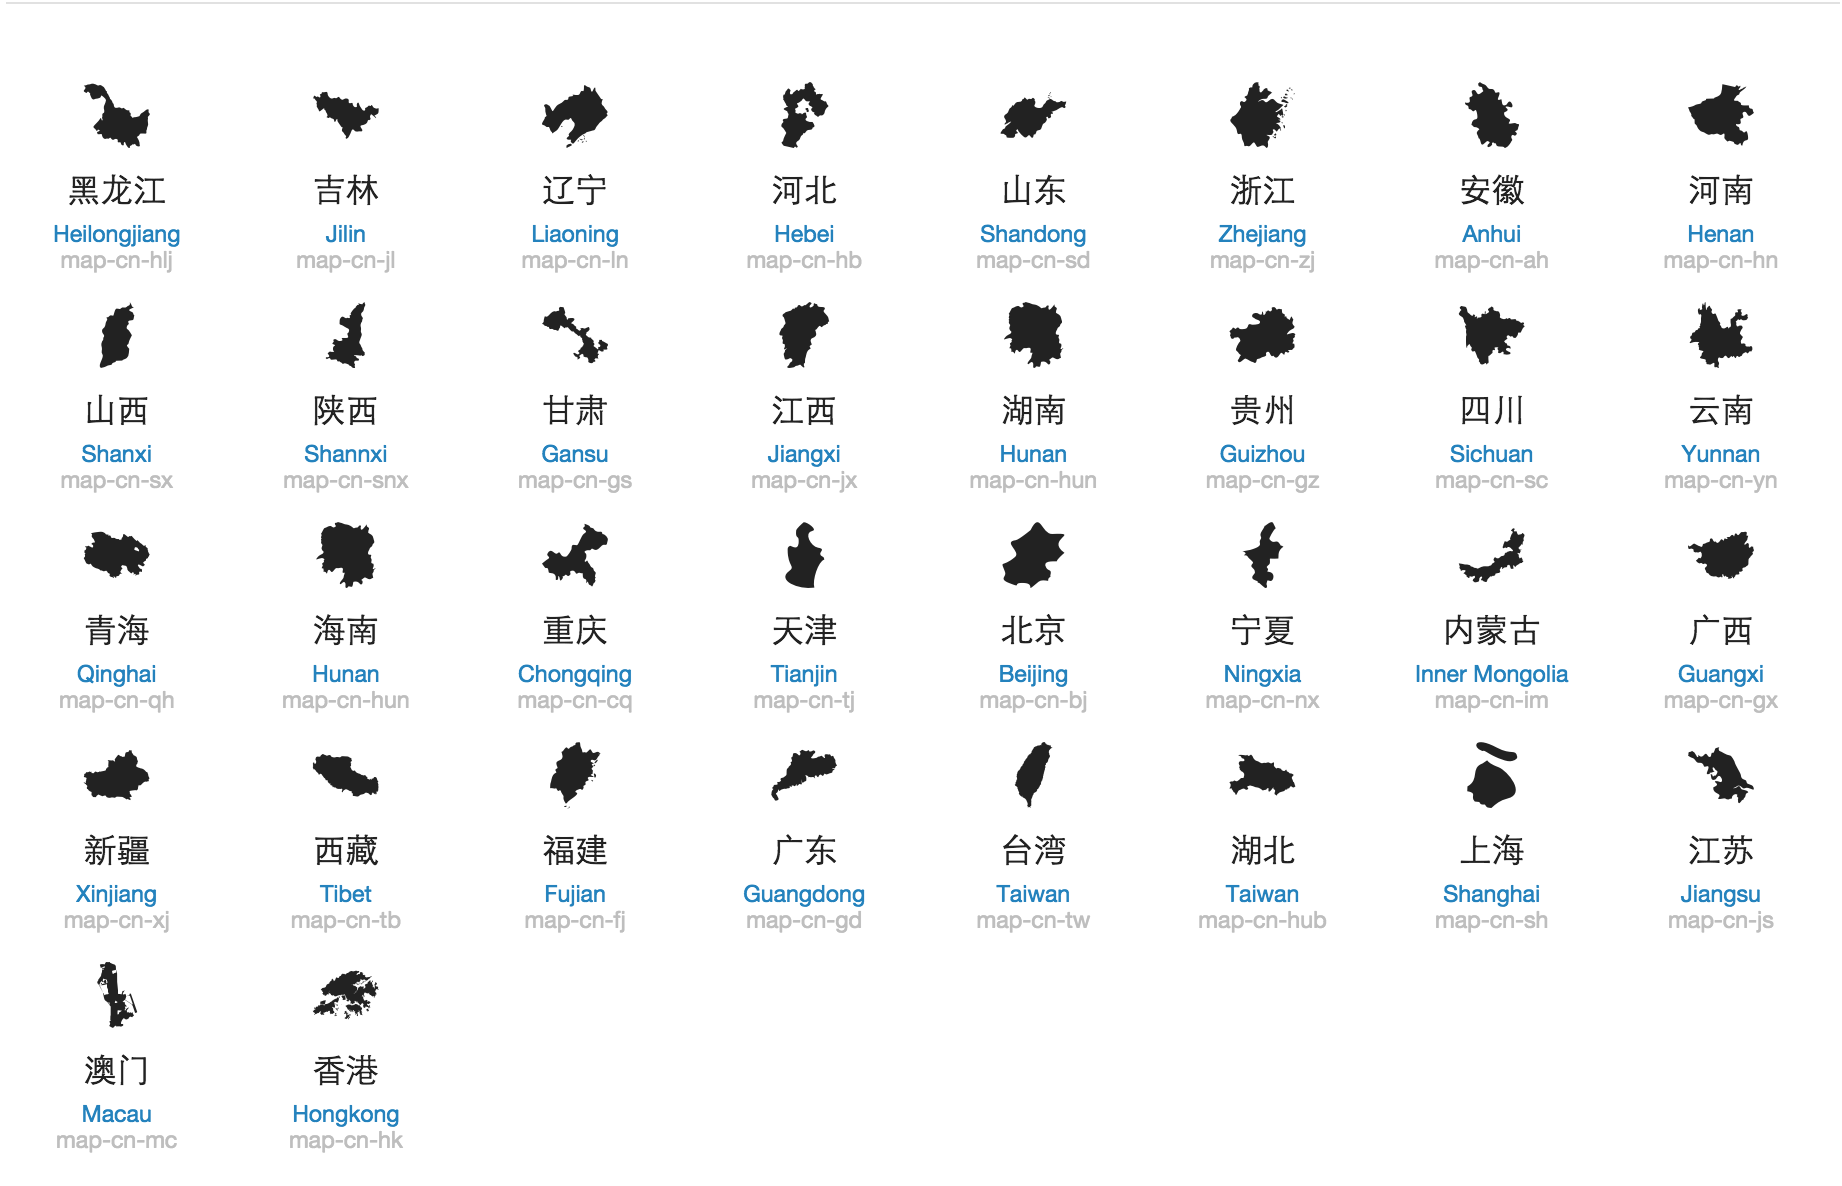 黑龙江
Heilongjiang
map-cn-hlj
吉林
Jilin
map-cn-jl
辽宁
Liaoning
map-cn-ln
河北
Hebei
map-cn-hb
山东
Shandong
map-cn-sd
浙江
Zhejiang
map-cn-zj
安徽
Anhui
map-cn-ah
河南
Henan
map-cn-hn
山西
Shanxi
map-cn-sx
陕西
Shannxi
map-cn-snx
甘肃
Gansu
map-cn-gs
江西
Jiangxi
map-cn-jx
湖南
Hunan
map-cn-hun
贵州
Guizhou
map-cn-gz
四川
Sichuan
map-cn-sc
云南
Yunnan
map-cn-yn
青海
Qinghai
map-cn-qh
海南
Hunan
map-cn-hun
重庆
Chongqing
map-cn-cq
天津
Tianjin
map-cn-tj
北京
Beijing
map-cn-bj
宁夏
Ningxia
map-cn-nx
内蒙古
Inner Mongolia
map-cn-im
广西
Guangxi
map-cn-gx
新疆
Xinjiang
map-cn-xj
西藏
Tibet
map-cn-tb
福建
Fujian
map-cn-fj
广东
Guangdong
map-cn-gd
台湾
Taiwan
map-cn-tw
湖北
Taiwan
map-cn-hub
上海
Shanghai
map-cn-sh
江苏
Jiangsu
map-cn-js
澳门
Macau
map-cn-mc
香港
Hongkong
map-cn-hk